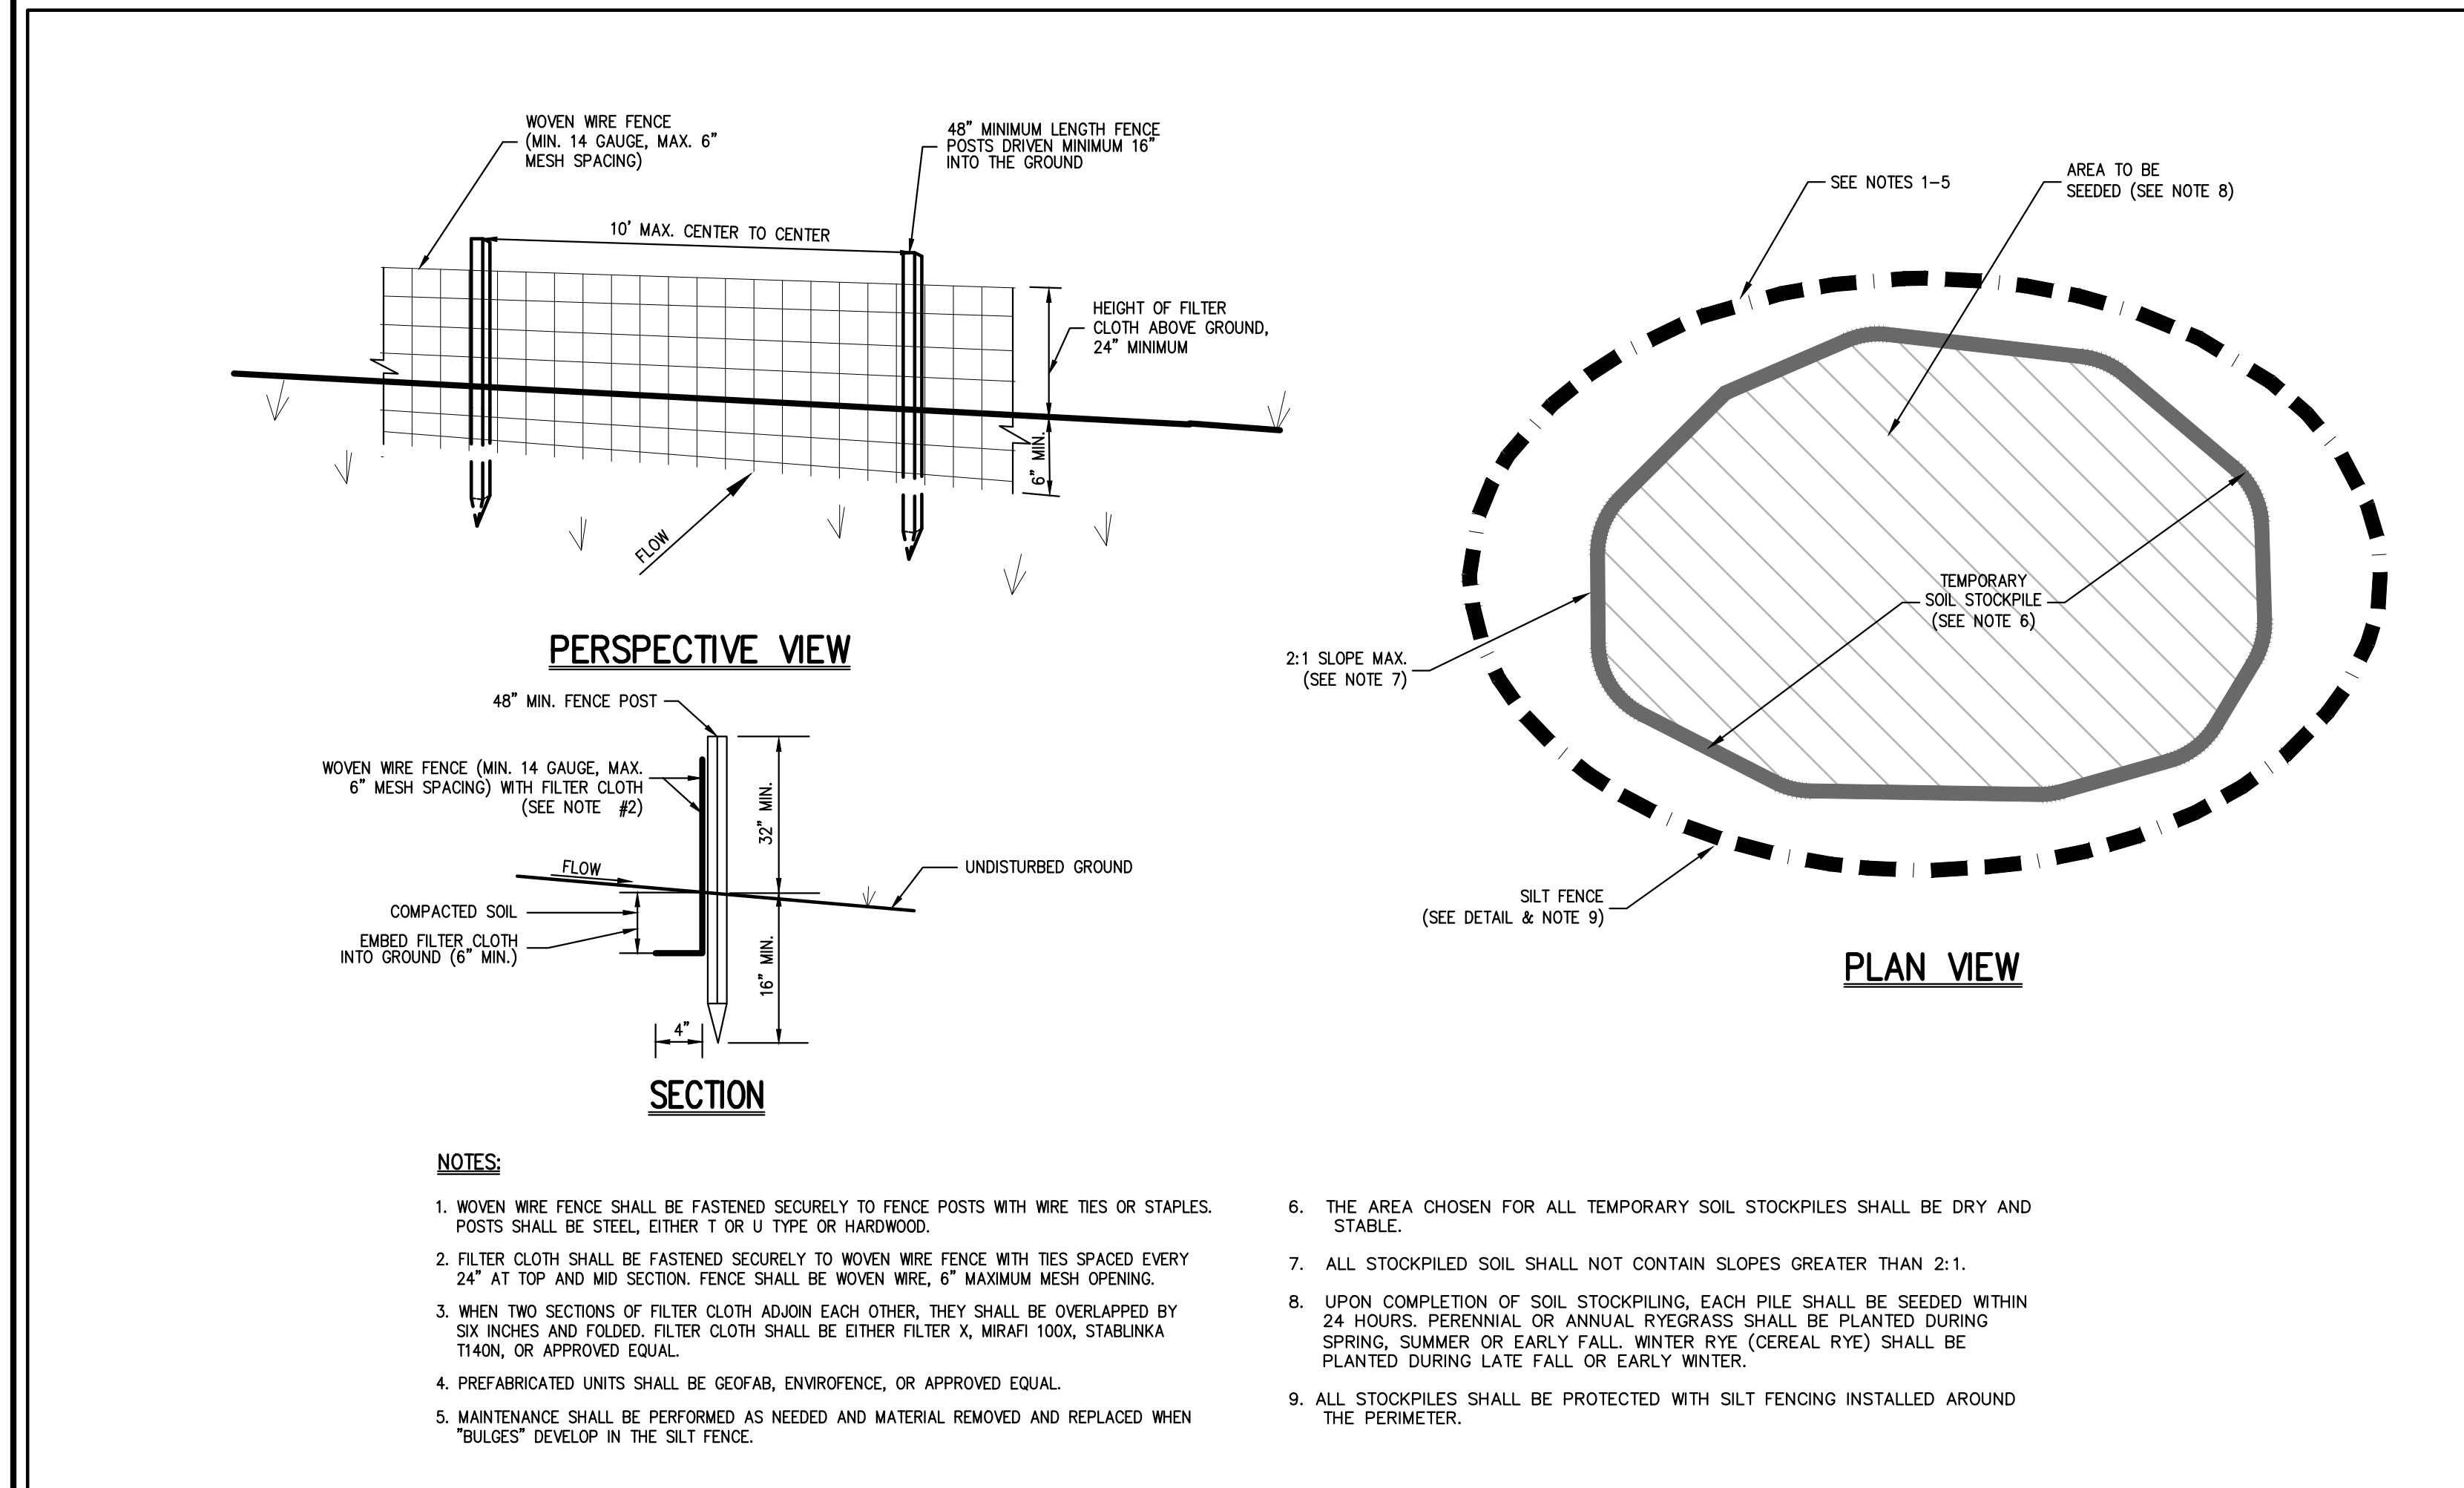 WOVEN WIRE FENCE
(MIN. 14 GAUGE, MAX. 6"
MESH SPACING)
48" MINIMUM LENGTH FENCE
POSTS DRIVEN MINIMUM 16"
INTO THE GROUND
10' MAX. CENTER TO CENTER
HEIGHT OF FILTER
CLOTH ABOVE GROUND,
24" MINIMUM
6" MIN.
FLOW
PERSPECTIVE VIEW
48" MIN. FENCE POST
WOVEN WIRE FENCE (MIN. 14 GAUGE, MAX.
6" MESH SPACING) WITH FILTER CLOTH
(SEE NOTE #2)
32" MIN.
FLOW
UNDISTURBED GROUND
COMPACTED SOIL
EMBED FILTER CLOTH
INTO GROUND (6" MIN.)
16" MIN.
4"
SECTION
SEE NOTES 1-5
AREA TO BE
SEEDED (SEE NOTE 8)
TEMPORARY
SOIL STOCKPILE
(SEE NOTE 6)
2:1 SLOPE MAX.
(SEE NOTE 7)
SILT FENCE
(SEE DETAIL & NOTE 9)
PLAN VIEW
NOTES:
1. WOVEN WIRE FENCE SHALL BE FASTENED SECURELY TO FENCE POSTS WITH WIRE TIES OR STAPLES.
POSTS SHALL BE STEEL, EITHER T OR U TYPE OR HARDWOOD.
2. FILTER CLOTH SHALL BE FASTENED SECURELY TO WOVEN WIRE FENCE WITH TIES SPACED EVERY
24" AT TOP AND MID SECTION. FENCE SHALL BE WOVEN WIRE, 6" MAXIMUM MESH OPENING.
3. WHEN TWO SECTIONS OF FILTER CLOTH ADJOIN EACH OTHER, THEY SHALL BE OVERLAPPED BY
SIX INCHES AND FOLDED. FILTER CLOTH SHALL BE EITHER FILTER X, MIRAFI 100X, STABLINKA
T140N, OR APPROVED EQUAL.
4. PREFABRICATED UNITS SHALL BE GEOFAB, ENVIROFENCE, OR APPROVED EQUAL.
5. MAINTENANCE SHALL BE PERFORMED AS NEEDED AND MATERIAL REMOVED AND REPLACED WHEN
"BULGES" DEVELOP IN THE SILT FENCE.
6. THE AREA CHOSEN FOR ALL TEMPORARY SOIL STOCKPILES SHALL BE DRY AND
STABLE.
7. ALL STOCKPILED SOIL SHALL NOT CONTAIN SLOPES GREATER THAN 2:1.
8. UPON COMPLETION OF SOIL STOCKPILING, EACH PILE SHALL BE SEEDED WITHIN
24 HOURS. PERENNIAL OR ANNUAL RYEGRASS SHALL BE PLANTED DURING
SPRING, SUMMER OR EARLY FALL. WINTER RYE (CEREAL RYE) SHALL BE
PLANTED DURING LATE FALL OR EARLY WINTER.
9. ALL STOCKPILES SHALL BE PROTECTED WITH SILT FENCING INSTALLED AROUND
THE PERIMETER.